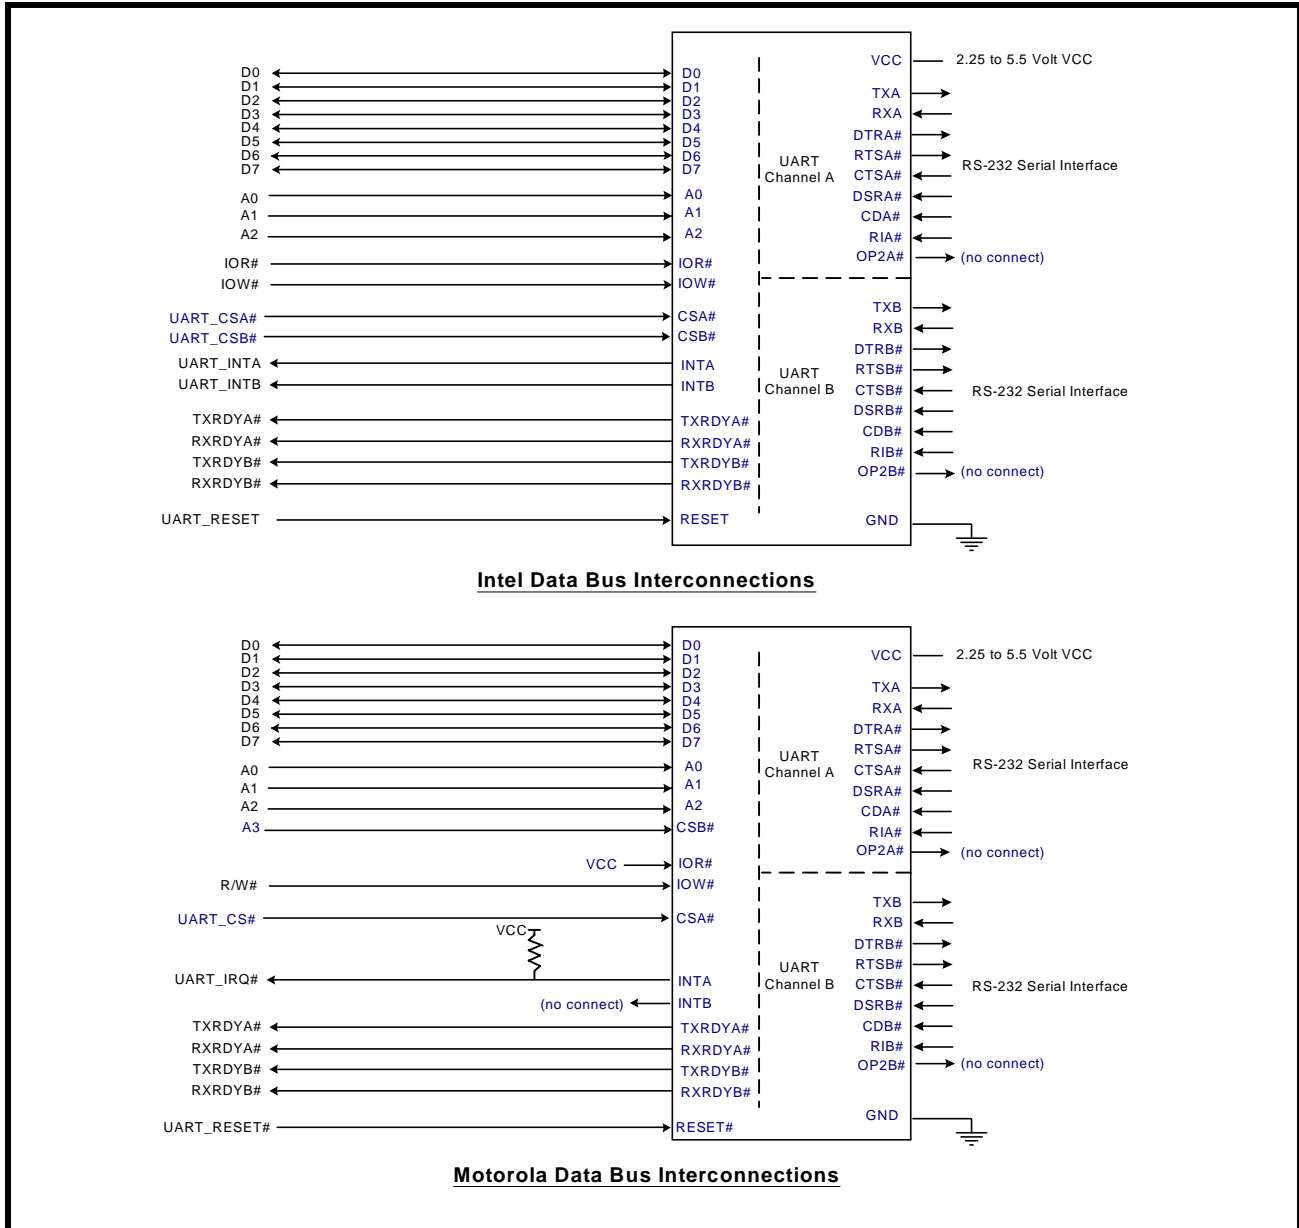 D0 D0 VCC 2.25 to 5.5 Volt VCC
D1 D1
D2 D2 TXA
D3 D3 RXA
D4 D4
D5 D5 DTRA#
D6 D6 UART RTSA# RS-232 Serial Interface
D7 D7 Channel A CTSA#
A0 A0 DSRA#
A1 A1 CDA#
A2 A2 RIA#
IOR# IOR# OP2A# (no connect)
IOW# IOW#
UART_CSA# CSA# TXB
UART_CSB# CSB# RXB
DTRB#
UART_INTA INTA UART RTSB#
UART_INTB INTB Channel B CTSB# RS-232 Serial Interface
DSRB#
TXRDYA# TXRDYA# CDB#
RXRDYA# RXRDYA# RIB#
TXRDYB# TXRDYB# OP2B# (no connect)
RXRDYB# RXRDYB#
UART_RESET RESET GND
Intel Data Bus Interconnections
D0 D0 VCC 2.25 to 5.5 Volt VCC
D1 D1
D2 D2 TXA
D3 D3 RXA
D4 D4
D5 D5 DTRA#
D6 D6 UART RTSA# RS-232 Serial Interface
D7 D7 Channel A CTSA#
A0 A0 DSRA#
A1 A1 CDA#
A2 A2 RIA#
A3 CSB# OP2A# (no connect)
VCC IOR#
R/W# IOW# TXB
UART_CS# CSA# RXB
VCC DTRB#
UART RTSB#
UART_IRQ# INTA Channel B CTSB# RS-232 Serial Interface
(no connect) INTB DSRB#
TXRDYA# TXRDYA# CDB#
RXRDYA# RXRDYA# RIB#
TXRDYB# TXRDYB# OP2B# (no connect)
RXRDYB# RXRDYB#
UART_RESET# RESET# GND
Motorola Data Bus Interconnections